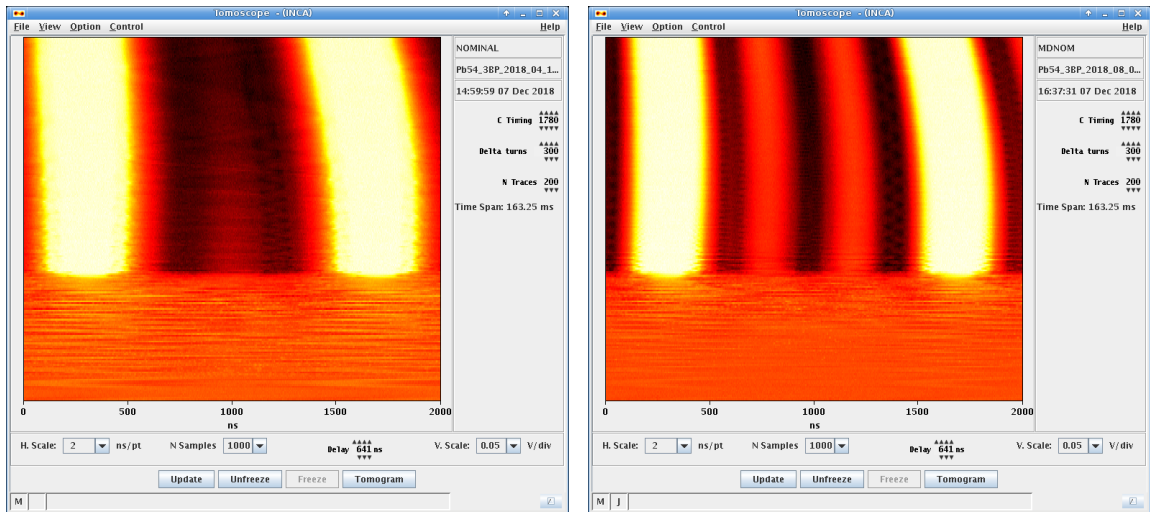 Tomoscope - (INCA)
File View Option Control Help
NOMINAL
Pb54_3BP_2018_04_1...
14:59:59 07 Dec 2018
C Timing 1780
Delta turns 300
N Traces 200
Time Span: 163.25 ms
0 500 1000 1500 2000
ns
H. Scale: 2 ns/pt N Samples 1000 Delay 641 ns V. Scale: 0.05 V/div
Update Unfreeze Freeze Tomogram
M
Tomoscope - (INCA)
File View Option Control Help
MDNOM
Pb54_3BP_2018_08_0...
16:37:31 07 Dec 2018
C Timing 1780
Delta turns 300
N Traces 200
Time Span: 163.25 ms
0 500 1000 1500 2000
ns
H. Scale: 2 ns/pt N Samples 1000 Delay 641 ns V. Scale: 0.05 V/div
Update Unfreeze Freeze Tomogram
M J